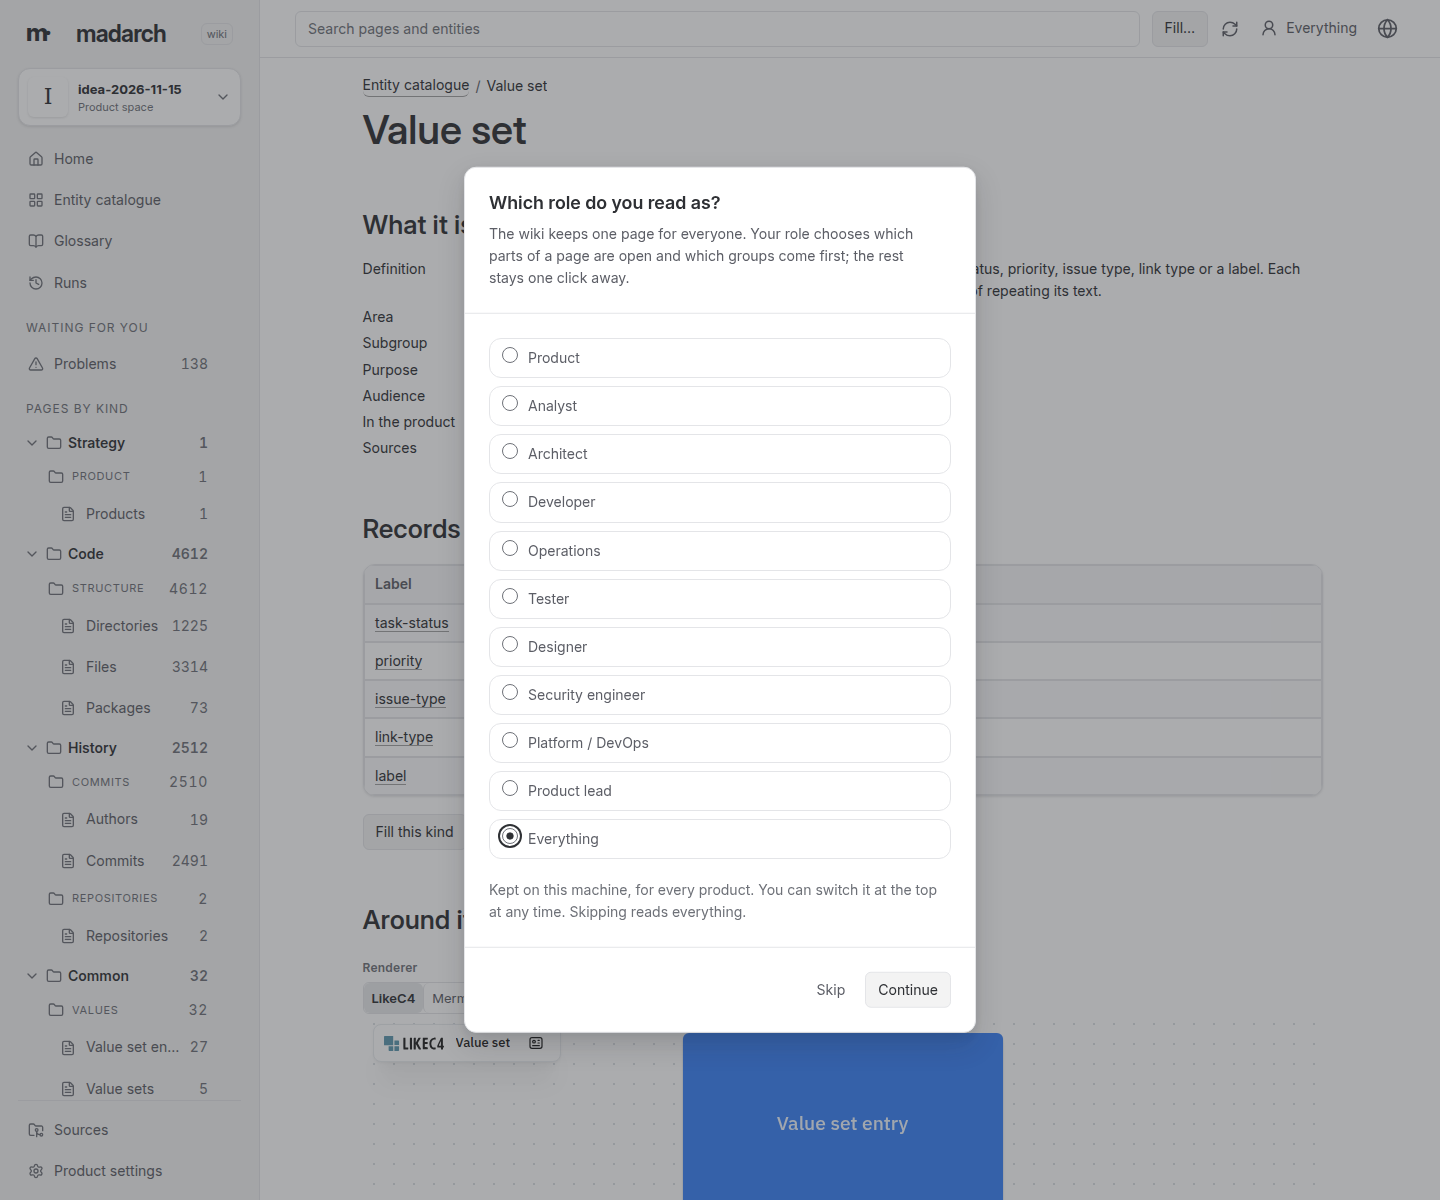 madarch
wiki
Search pages and entities
Fill...
Everything
I
idea-2026-11-15
Product space
Home
Entity catalogue
Glossary
Runs
WAITING FOR YOU
Problems 138
PAGES BY KIND
Strategy 1
PRODUCT 1
Products 1
Code 4612
STRUCTURE 4612
Directories 1225
Files 3314
Packages 73
History 2512
COMMITS 2510
Authors 19
Commits 2491
REPOSITORIES 2
Repositories 2
Common 32
VALUES 32
Value set en... 27
Value sets 5
Sources
Product settings
Entity catalogue / Value set
Value set
What it is
Definition
priority, issue type, link type or a label. Each
of repeating its text.
Area
Subgroup
Purpose
Audience
In the product
Sources
Records
Label
task-status
priority
issue-type
link-type
label
Fill this kind
Around
Renderer
LikeC4
LIKEC4 Value set
Value set entry
Which role do you read as?
The wiki keeps one page for everyone. Your role chooses which
parts of a page are open and which groups come first; the rest
stays one click away.
Product
Analyst
Architect
Developer
Operations
Tester
Designer
Security engineer
Platform / DevOps
Product lead
Everything
Kept on this machine, for every product. You can switch it at the top
at any time. Skipping reads everything.
Skip
Continue